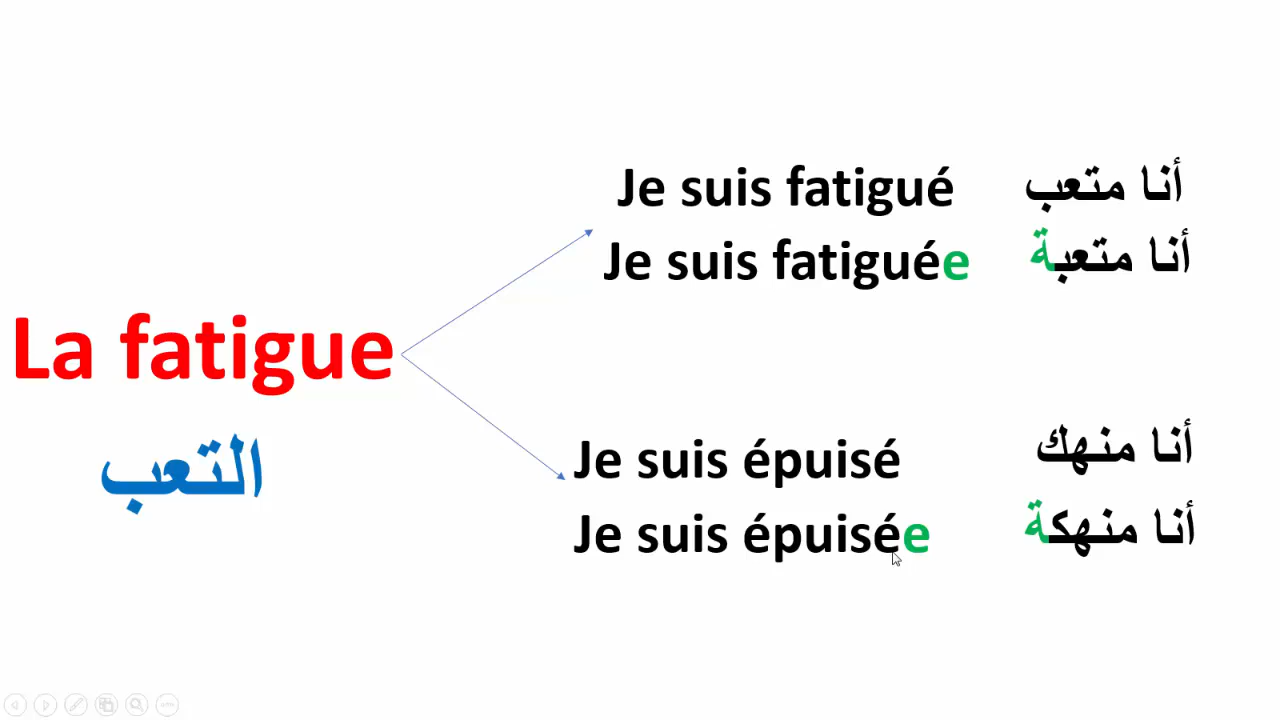 La fatigue
التعب
Je suis fatigué أنا متعب
Je suis fatiguée أنا متعبة
Je suis épuisé أنا منهك
Je suis épuisée أنا منهكة